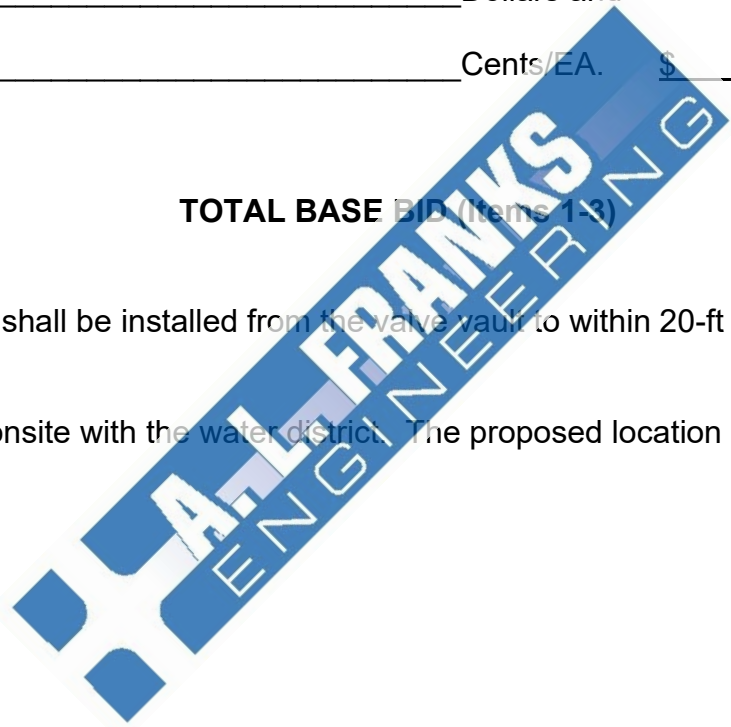 Dollars and
Cents/EA. $
TOTAL BASE BID (Items 1-3)
shall be installed from the valve vault to within 20-ft
onsite with the water district. The proposed location
A. L. FRANKS
ENGINEERING